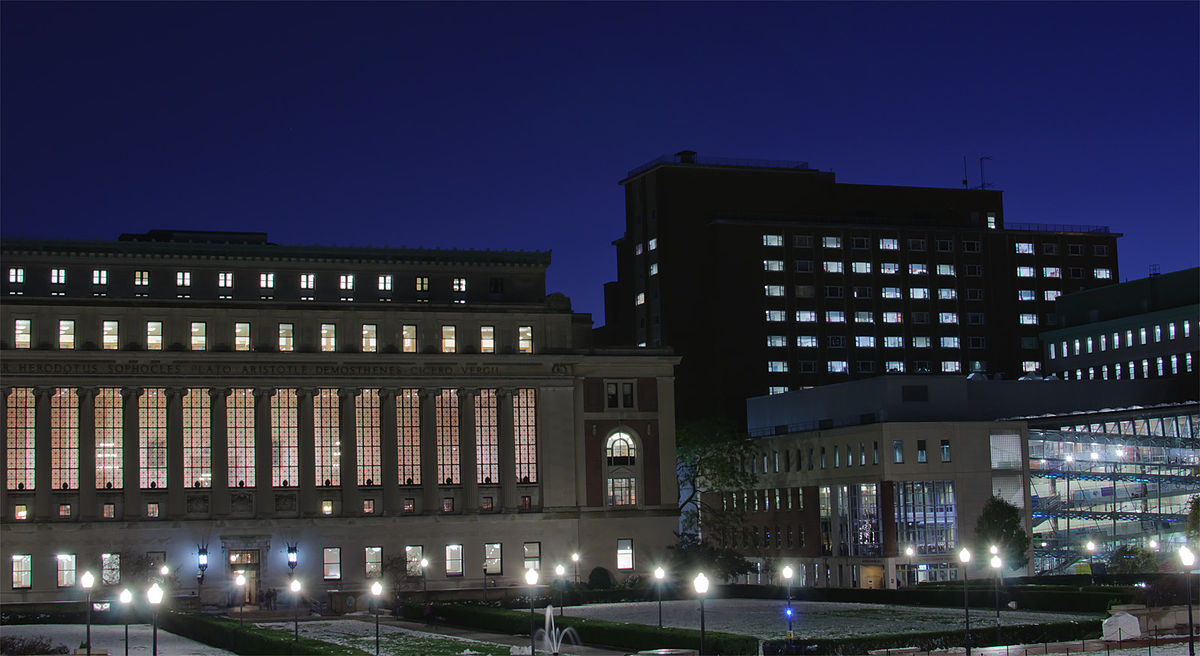 HERODOTUS SOPHOCLES PLATO ARISTOTLE DEMOSTHENES CICERO VERGIL